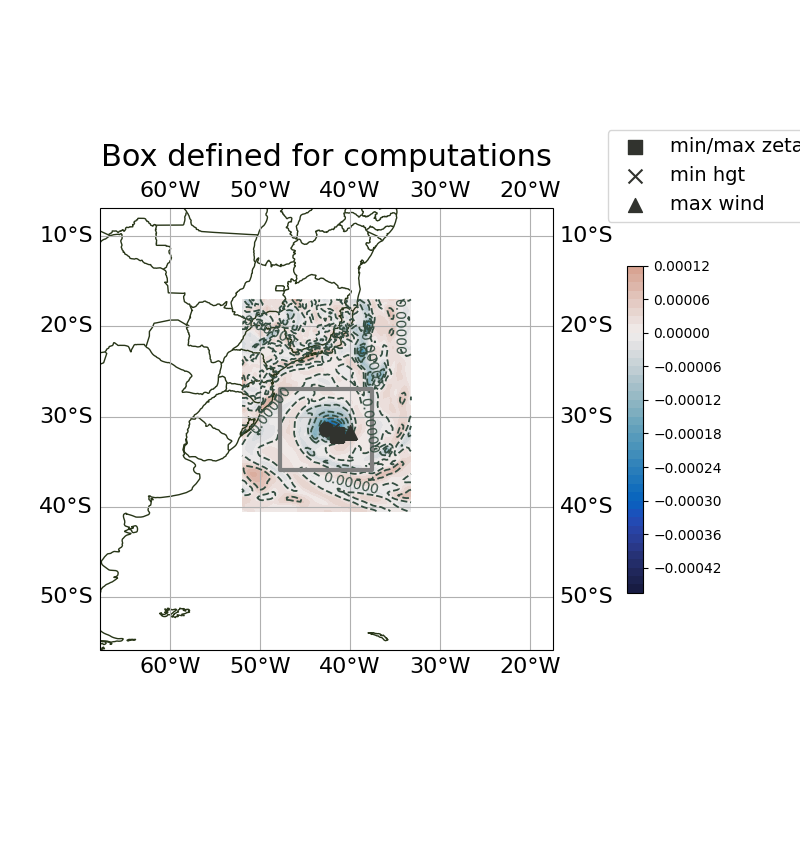 min/max zeta
min hgt
max wind
Box defined for computations
60°W 50°W 40°W 30°W 20°W
10°S 10°S
20°S 20°S
30°S 30°S
40°S 40°S
50°S 50°S
60°W 50°W 40°W 30°W 20°W
0.00012
0.00006
0.00000
−0.00006
−0.00012
−0.00018
−0.00024
−0.00030
−0.00036
−0.00042
0.00000